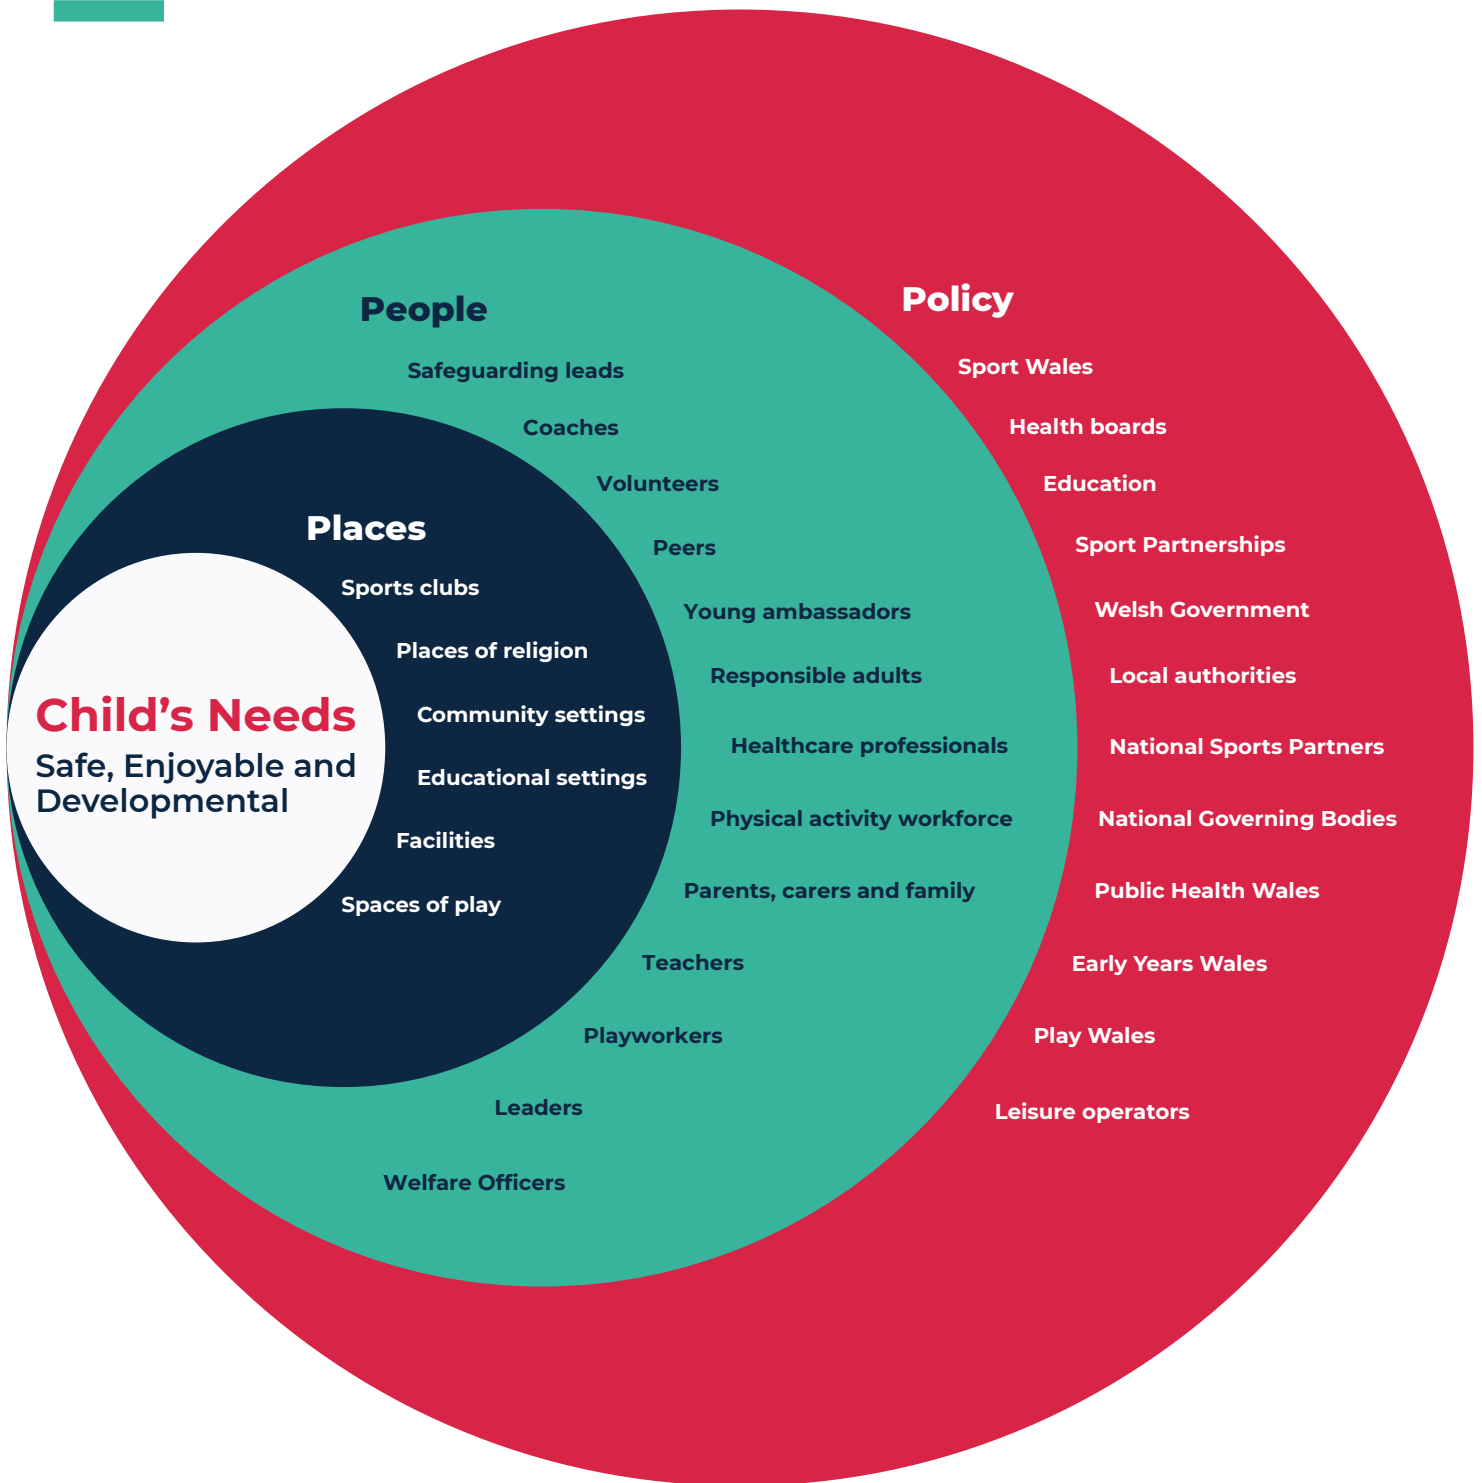 Child’s Needs
Safe, Enjoyable and
Developmental
Places
Sports clubs
Places of religion
Community settings
Educational settings
Facilities
Spaces of play
People
Safeguarding leads
Coaches
Volunteers
Peers
Young ambassadors
Responsible adults
Healthcare professionals
Physical activity workforce
Parents, carers and family
Teachers
Playworkers
Leaders
Welfare Officers
Policy
Sport Wales
Health boards
Education
Sport Partnerships
Welsh Government
Local authorities
National Sports Partners
National Governing Bodies
Public Health Wales
Early Years Wales
Play Wales
Leisure operators